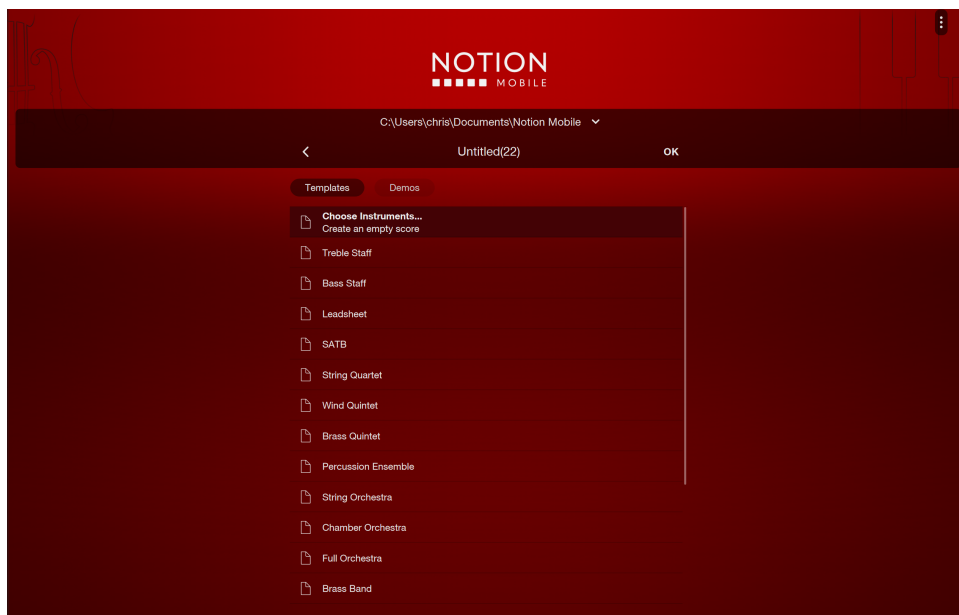 NOTION
MOBILE
C:\Users\chris\Documents\Notion Mobile
Untitled(22)
OK
Templates
Demos
Choose Instruments...
Create an empty score
Treble Staff
Bass Staff
Leadsheet
SATB
String Quartet
Wind Quintet
Brass Quintet
Percussion Ensemble
String Orchestra
Chamber Orchestra
Full Orchestra
Brass Band